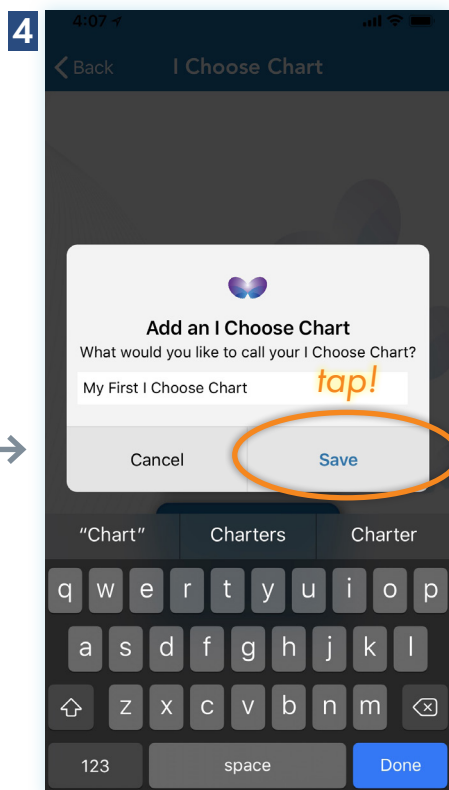 4
4:07
Back I Choose Chart
Add an I Choose Chart
What would you like to call your I Choose Chart?
My First I Choose Chart
tap!
Cancel Save
"Chart" Charters Charter
q w e r t y u i o p
a s d f g h j k l
z x c v b n m
123 space Done